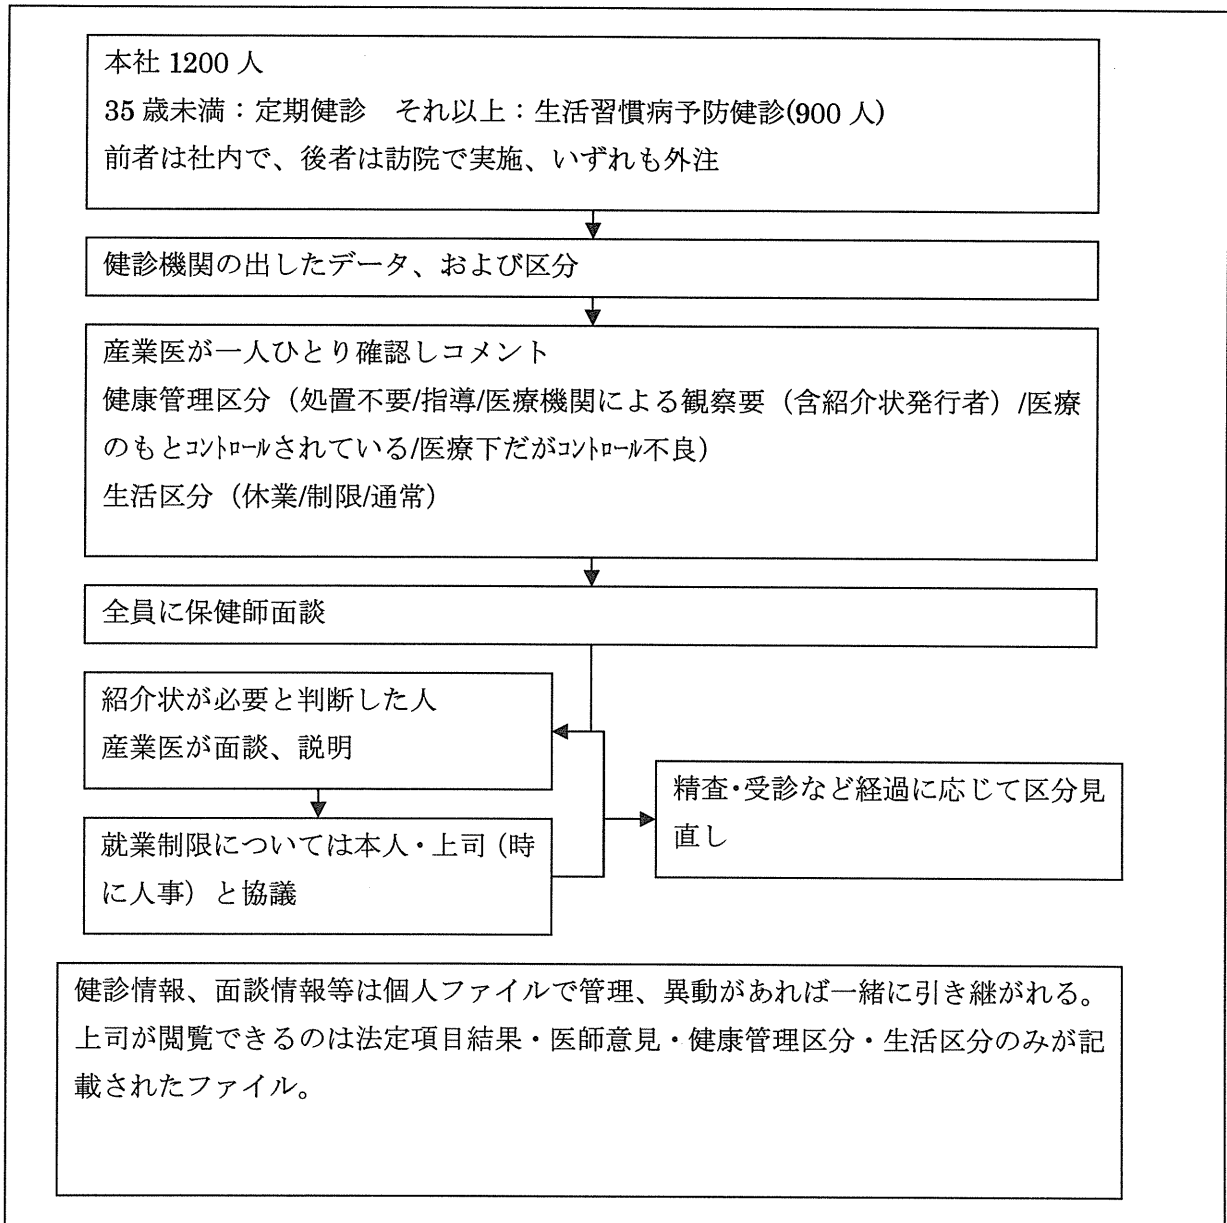 本社 1200 人
35 歳未満：定期健診　それ以上：生活習慣病予防健診(900 人)
前者は社内で、後者は訪院で実施、いずれも外注
健診機関の出したデータ、および区分
産業医が一人ひとり確認しコメント
健康管理区分（処置不要/指導/医療機関による観察要（含紹介状発行者）/医療
のもとｺﾝﾄﾛｰﾙされている/医療下だがｺﾝﾄﾛｰﾙ不良）
生活区分（休業/制限/通常）
全員に保健師面談
紹介状が必要と判断した人
産業医が面談、説明
精査・受診など経過に応じて区分見
直し
就業制限については本人・上司（時
に人事）と協議
健診情報、面談情報等は個人ファイルで管理、異動があれば一緒に引き継がれる。
上司が閲覧できるのは法定項目結果・医師意見・健康管理区分・生活区分のみが記
載されたファイル。